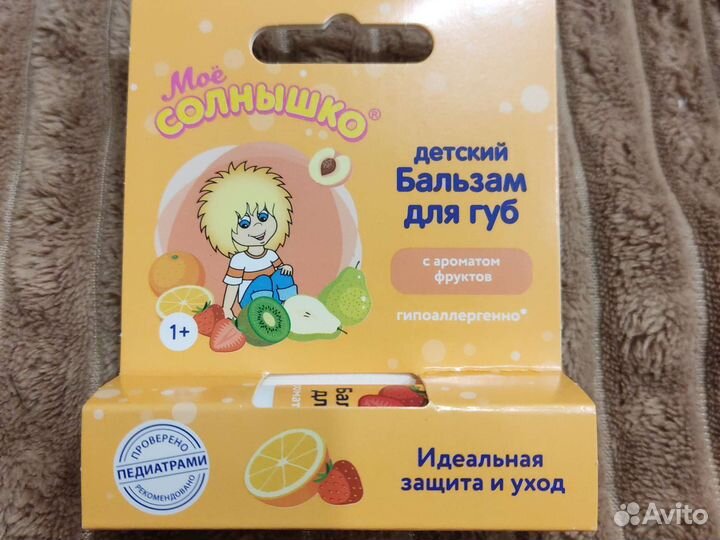 Моё
СОЛНЫШКО®
детский
Бальзам
для губ
с ароматом
фруктов
гипоаллергенно*
1+
ПРОВЕРЕНО
ПЕДИАТРАМИ
РЕКОМЕНДОВАНО
Идеальная
защита и уход
Avito